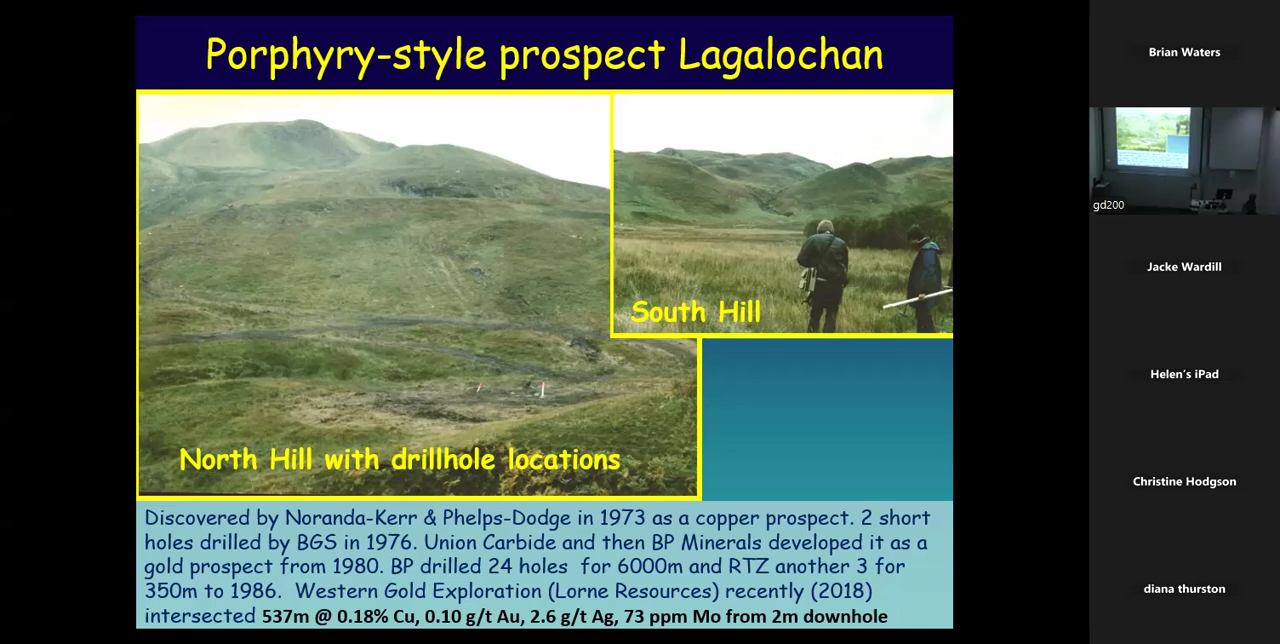 Porphyry-style prospect Lagalochan
South Hill
North Hill with drillhole locations
Discovered by Noranda-Kerr & Phelps-Dodge in 1973 as a copper prospect. 2 short
holes drilled by BGS in 1976. Union Carbide and then BP Minerals developed it as a
gold prospect from 1980. BP drilled 24 holes for 6000m and RTZ another 3 for
350m to 1986. Western Gold Exploration (Lorne Resources) recently (2018)
intersected 537m @ 0.18% Cu, 0.10 g/t Au, 2.6 g/t Ag, 73 ppm Mo from 2m downhole
Brian Waters
gd200
Jacke Wardill
Helen's iPad
Christine Hodgson
diana thurston